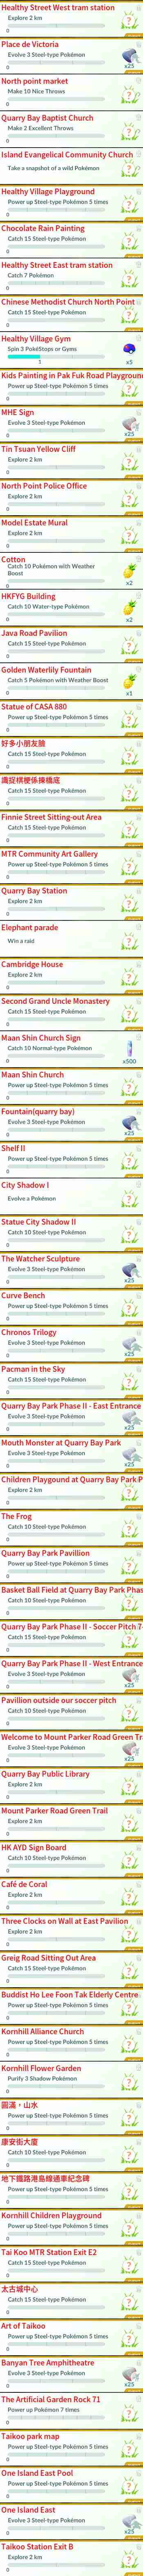 Healthy Street West tram station
Explore 2 km
0
Place de Victoria
Evolve 3 Steel-type Pokémon
0
x25
North point market
Make 10 Nice Throws
0
Quarry Bay Baptist Church
Make 2 Excellent Throws
0
Island Evangelical Community Church
Take a snapshot of a wild Pokémon
Healthy Village Playground
Power up Steel-type Pokémon 5 times
0
Chocolate Rain Painting
Catch 15 Steel-type Pokémon
0
Healthy Street East tram station
Catch 7 Pokémon
0
Chinese Methodist Church North Point
Catch 15 Steel-type Pokémon
0
Healthy Village Gym
Spin 3 PokéStops or Gyms
1
x5
Kids Painting in Pak Fuk Road Playground
Power up Steel-type Pokémon 5 times
0
MHE Sign
Evolve 3 Steel-type Pokémon
0
x25
Tin Tsuan Yellow Cliff
Explore 2 km
0
North Point Police Office
Explore 2 km
0
Model Estate Mural
Explore 2 km
0
Cotton
Catch 10 Pokémon with Weather
Boost
0
x2
HKFYG Building
Catch 10 Water-type Pokémon
0
x2
Java Road Pavilion
Catch 15 Steel-type Pokémon
0
Golden Waterlily Fountain
Catch 5 Pokémon with Weather Boost
0
x1
Statue of CASA 880
Power up Steel-type Pokémon 5 times
0
好多小朋友臉
Catch 15 Steel-type Pokémon
0
識捉棋梗係揀橋底
Catch 15 Steel-type Pokémon
0
Finnie Street Sitting-out Area
Catch 15 Steel-type Pokémon
0
MTR Community Art Gallery
Power up Steel-type Pokémon 5 times
0
Quarry Bay Station
Explore 2 km
0
Elephant parade
Win a raid
Cambridge House
Explore 2 km
0
Second Grand Uncle Monastery
Catch 15 Steel-type Pokémon
0
Maan Shin Church Sign
Catch 10 Normal-type Pokémon
0
x500
Maan Shin Church
Power up Steel-type Pokémon 5 times
0
Fountain(quarry bay)
Evolve 3 Steel-type Pokémon
0
x25
Shelf II
Power up Steel-type Pokémon 5 times
0
City Shadow I
Evolve a Pokémon
Statue City Shadow II
Catch 10 Steel-type Pokémon
0
The Watcher Sculpture
Evolve 3 Steel-type Pokémon
0
x25
Curve Bench
Power up Steel-type Pokémon 5 times
0
Chronos Trilogy
Evolve 3 Steel-type Pokémon
0
x25
Pacman in the Sky
Catch 15 Steel-type Pokémon
0
Quarry Bay Park Phase II - East Entrance
Evolve 3 Steel-type Pokémon
0
x25
Mouth Monster at Quarry Bay Park
Evolve 3 Steel-type Pokémon
0
x25
Children Playgound at Quarry Bay Park P
Explore 2 km
0
The Frog
Catch 10 Steel-type Pokémon
0
Quarry Bay Park Pavillion
Power up Steel-type Pokémon 5 times
0
Basket Ball Field at Quarry Bay Park Phas
Catch 10 Steel-type Pokémon
0
Quarry Bay Park Phase II - Soccer Pitch 7-
Catch 15 Steel-type Pokémon
0
Quarry Bay Park Phase II - West Entrance
Evolve 3 Steel-type Pokémon
0
x25
Pavillion outside our soccer pitch
Catch 10 Steel-type Pokémon
0
Welcome to Mount Parker Road Green Tr
Evolve 3 Steel-type Pokémon
0
x25
Quarry Bay Public Library
Explore 2 km
0
Mount Parker Road Green Trail
Explore 2 km
0
HK AYD Sign Board
Catch 10 Steel-type Pokémon
0
Café de Coral
Explore 2 km
0
Three Clocks on Wall at East Pavilion
Explore 2 km
0
Greig Road Sitting Out Area
Catch 15 Steel-type Pokémon
0
Buddist Ho Lee Foon Tak Elderly Centre
Power up Steel-type Pokémon 5 times
0
Kornhill Alliance Church
Power up Steel-type Pokémon 5 times
0
Kornhill Flower Garden
Purify 3 Shadow Pokémon
0
圓滿，山水
Power up Steel-type Pokémon 5 times
0
康安街大廈
Catch 10 Steel-type Pokémon
0
地下鐵路港島線通車紀念碑
Power up Steel-type Pokémon 5 times
0
Kornhill Children Playground
Power up Steel-type Pokémon 5 times
0
Tai Koo MTR Station Exit E2
Catch 15 Steel-type Pokémon
0
太古城中心
Catch 15 Steel-type Pokémon
0
Art of Taikoo
Power up Steel-type Pokémon 5 times
0
Banyan Tree Amphitheatre
Evolve 3 Steel-type Pokémon
0
x25
The Artificial Garden Rock 71
Power up Pokémon 7 times
0
Taikoo park map
Power up Steel-type Pokémon 5 times
0
One Island East Pool
Power up Steel-type Pokémon 5 times
0
One Island East
Evolve 3 Steel-type Pokémon
0
x25
Taikoo Station Exit B
Explore 2 km
0